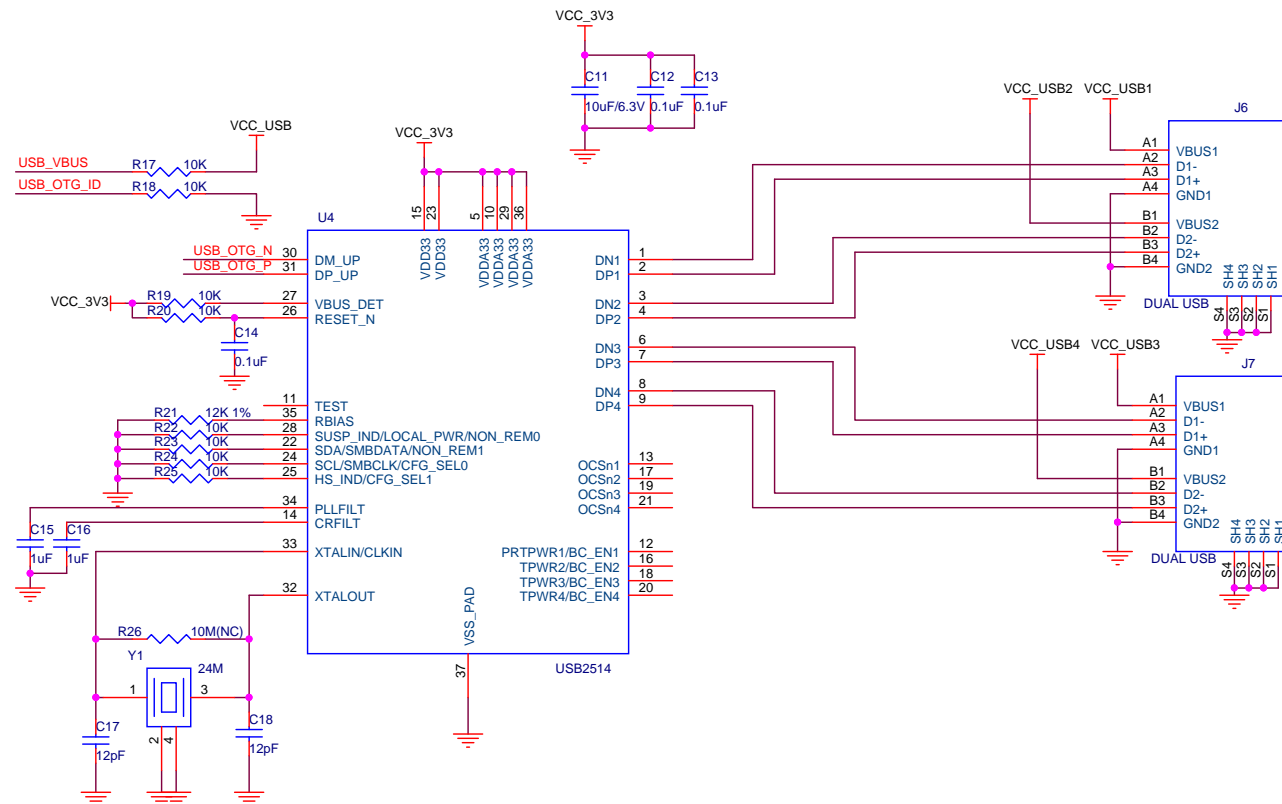 VCC_3V3
C11
C12
C13
10uF/6.3V
0.1uF
0.1uF
VCC_USB
USB_VBUS
R17
10K
USB_OTG_ID
R18
10K
VCC_3V3
U4
15
23
5
10
29
36
VDD33
VDD33
VDDA33
VDDA33
VDDA33
VDDA33
USB_OTG_N
30
DM_UP
USB_OTG_P
31
DP_UP
VCC_3V3
R19
10K
27
VBUS_DET
R20
10K
26
RESET_N
C14
0.1uF
11
TEST
R21
12K 1%
35
RBIAS
R22
10K
28
SUSP_IND/LOCAL_PWR/NON_REM0
R23
10K
22
SDA/SMBDATA/NON_REM1
R24
10K
24
SCL/SMBCLK/CFG_SEL0
R25
10K
25
HS_IND/CFG_SEL1
34
PLLFILT
14
CRFILT
C15
1uF
C16
1uF
33
XTALIN/CLKIN
32
XTALOUT
R26
10M(NC)
Y1
24M
1
3
2
4
C17
12pF
C18
12pF
VSS_PAD
37
USB2514
DN1
1
DP1
2
DN2
3
DP2
4
DN3
6
DP3
7
DN4
8
DP4
9
OCSn1
13
OCSn2
17
OCSn3
19
OCSn4
21
PRTPWR1/BC_EN1
12
TPWR2/BC_EN2
16
TPWR3/BC_EN3
18
TPWR4/BC_EN4
20
VCC_USB2
VCC_USB1
J6
A1
VBUS1
A2
D1-
A3
D1+
A4
GND1
B1
VBUS2
B2
D2-
B3
D2+
B4
GND2
SH4
SH3
SH2
SH1
DUAL USB
S4
S3
S2
S1
VCC_USB4
VCC_USB3
J7
A1
VBUS1
A2
D1-
A3
D1+
A4
GND1
B1
VBUS2
B2
D2-
B3
D2+
B4
GND2
SH4
SH3
SH2
SH1
DUAL USB
S4
S3
S2
S1